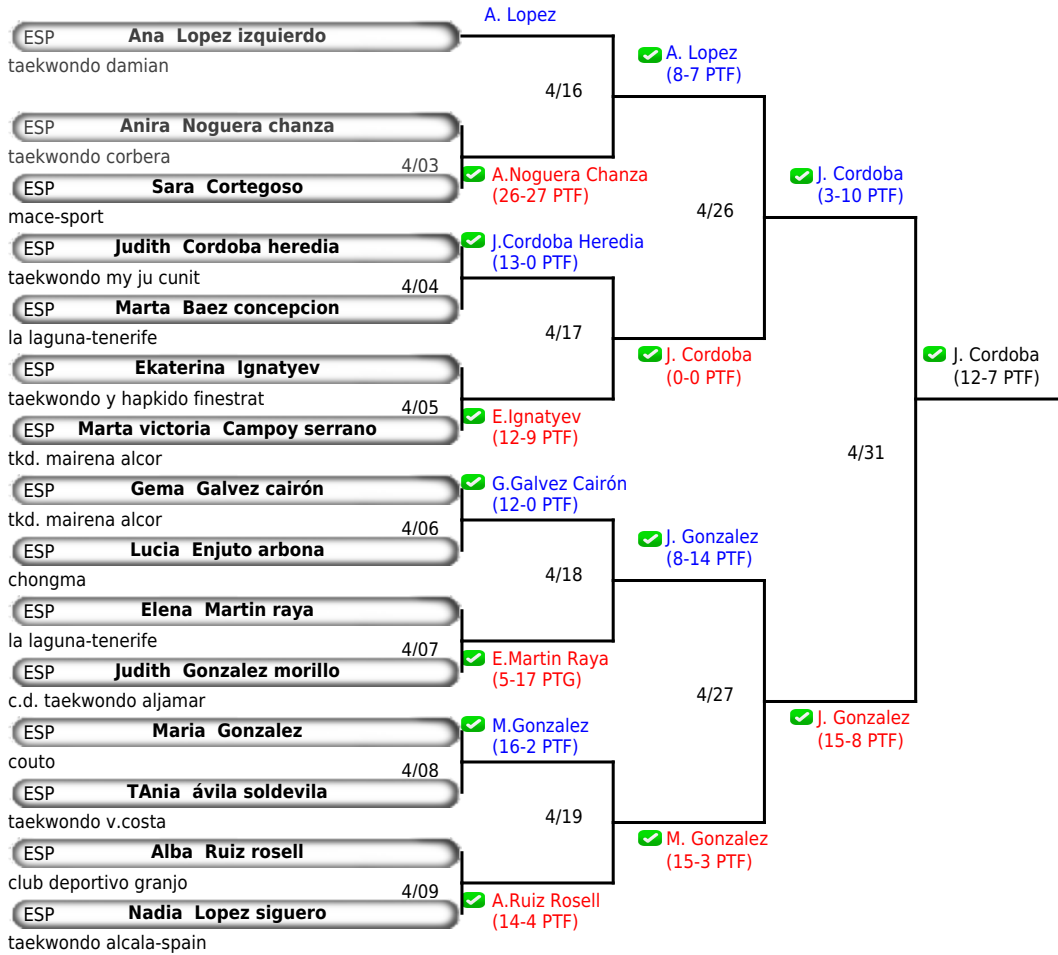 A. Lopez
ESP Ana Lopez izquierdo
taekwondo damian
4/16
A. Lopez
(8-7 PTF)
ESP Anira Noguera chanza
taekwondo corbera
4/03
ESP Sara Cortegoso
mace-sport
A.Noguera Chanza
(26-27 PTF)
4/26
J. Cordoba
(3-10 PTF)
ESP Judith Cordoba heredia
taekwondo my ju cunit
4/04
J.Cordoba Heredia
(13-0 PTF)
ESP Marta Baez concepcion
la laguna-tenerife
4/17
J. Cordoba
(0-0 PTF)
J. Cordoba
(12-7 PTF)
ESP Ekaterina Ignatyev
taekwondo y hapkido finestrat
4/05
ESP Marta victoria Campoy serrano
tkd. mairena alcor
E.Ignatyev
(12-9 PTF)
4/31
ESP Gema Galvez cairón
tkd. mairena alcor
4/06
G.Galvez Cairón
(12-0 PTF)
ESP Lucia Enjuto arbona
chongma
4/18
J. Gonzalez
(8-14 PTF)
ESP Elena Martin raya
la laguna-tenerife
4/07
ESP Judith Gonzalez morillo
c.d. taekwondo aljamar
E.Martin Raya
(5-17 PTG)
4/27
J. Gonzalez
(15-8 PTF)
ESP Maria Gonzalez
couto
4/08
M.Gonzalez
(16-2 PTF)
ESP TAnia ávila soldevila
taekwondo v.costa
4/19
M. Gonzalez
(15-3 PTF)
ESP Alba Ruiz rosell
club deportivo granjo
4/09
ESP Nadia Lopez siguero
taekwondo alcala-spain
A.Ruiz Rosell
(14-4 PTF)